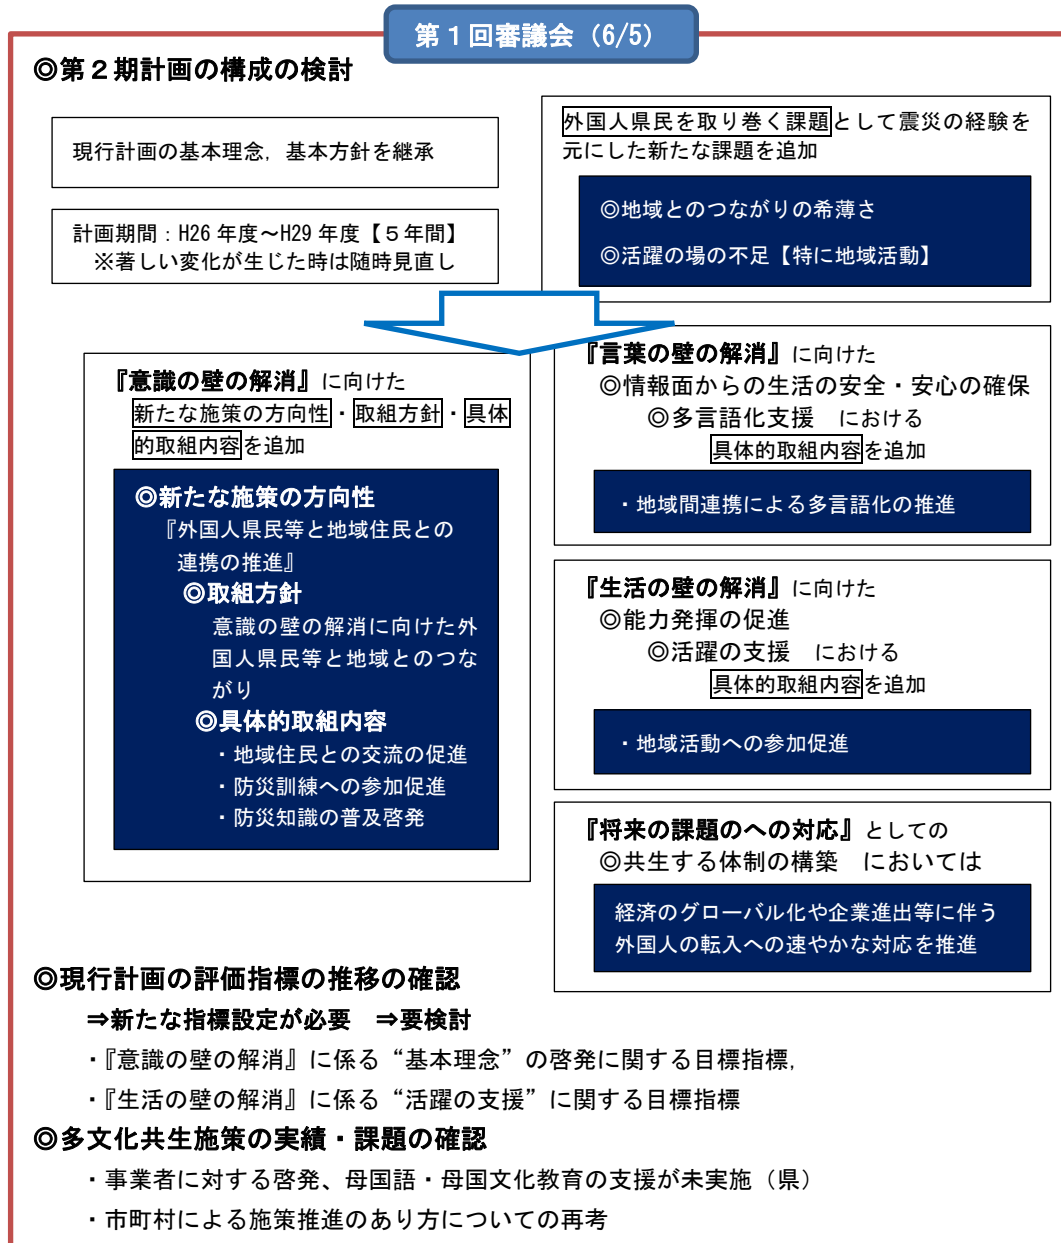 第１回審議会（6/5）
◎第２期計画の構成の検討
現行計画の基本理念，基本方針を継承
計画期間：H26 年度～H29 年度【５年間】
※著しい変化が生じた時は随時見直し
外国人県民を取り巻く課題として震災の経験を
元にした新たな課題を追加
◎地域とのつながりの希薄さ
◎活躍の場の不足【特に地域活動】
『意識の壁の解消』に向けた
新たな施策の方向性・取組方針・具体
的取組内容を追加
◎新たな施策の方向性
『外国人県民等と地域住民との
連携の推進』
◎取組方針
意識の壁の解消に向けた外
国人県民等と地域とのつな
がり
◎具体的取組内容
・地域住民との交流の促進
・防災訓練への参加促進
・防災知識の普及啓発
『言葉の壁の解消』に向けた
◎情報面からの生活の安全・安心の確保
◎多言語化支援　における
具体的取組内容を追加
・地域間連携による多言語化の推進
『生活の壁の解消』に向けた
◎能力発揮の促進
◎活躍の支援　における
具体的取組内容を追加
・地域活動への参加促進
『将来の課題のへの対応』としての
◎共生する体制の構築　においては
経済のグローバル化や企業進出等に伴う
外国人の転入への速やかな対応を推進
◎現行計画の評価指標の推移の確認
⇒新たな指標設定が必要　⇒要検討
・『意識の壁の解消』に係る“基本理念”の啓発に関する目標指標，
・『生活の壁の解消』に係る“活躍の支援”に関する目標指標
◎多文化共生施策の実績・課題の確認
・事業者に対する啓発、母国語・母国文化教育の支援が未実施（県）
・市町村による施策推進のあり方についての再考